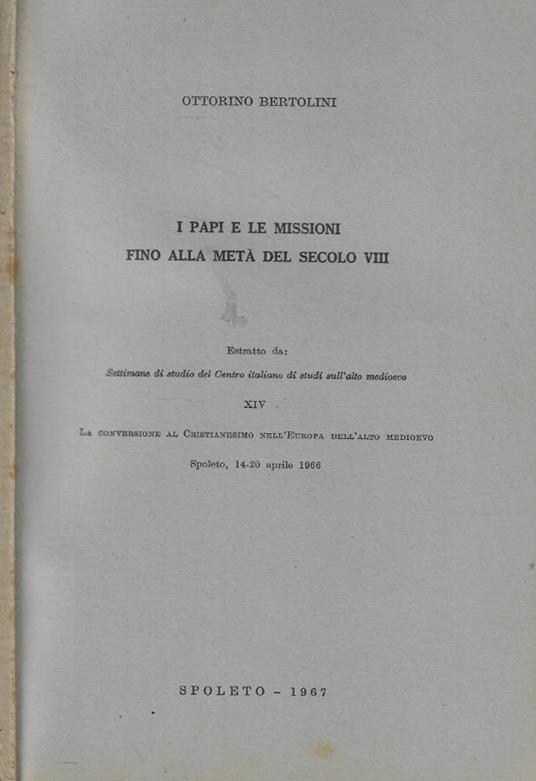 OTTORINO BERTOLINI
I PAPI E LE MISSIONI
FINO ALLA METÀ DEL SECOLO VIII
Estratto da:
Settimane di studio del Centro italiano di studi sull'alto medioevo
XIV
LA CONVERSIONE AL CRISTIANESIMO NELL'EUROPA DELL'ALTO MEDIOEVO
Spoleto, 14-20 aprile 1966
SPOLETO - 1967